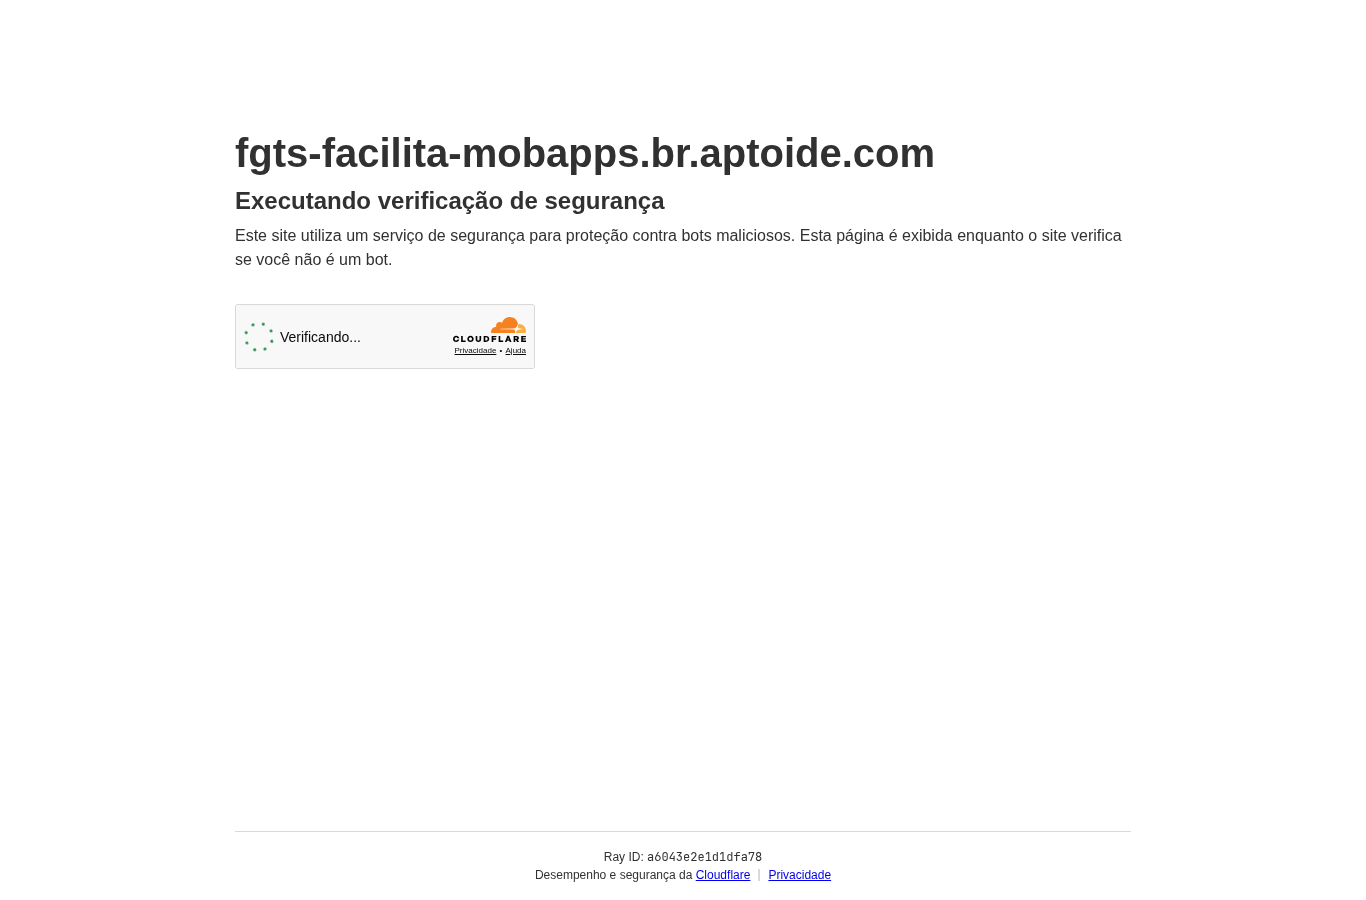 fgts-facilita-mobapps.br.aptoide.com
Executando verificação de segurança
Este site utiliza um serviço de segurança para proteção contra bots maliciosos. Esta página é exibida enquanto o site verifica
se você não é um bot.
Verificando...
CLOUDFLARE
Privacidade • Ajuda
Ray ID: a6043e2e1d1dfa78
Desempenho e segurança da Cloudflare | Privacidade